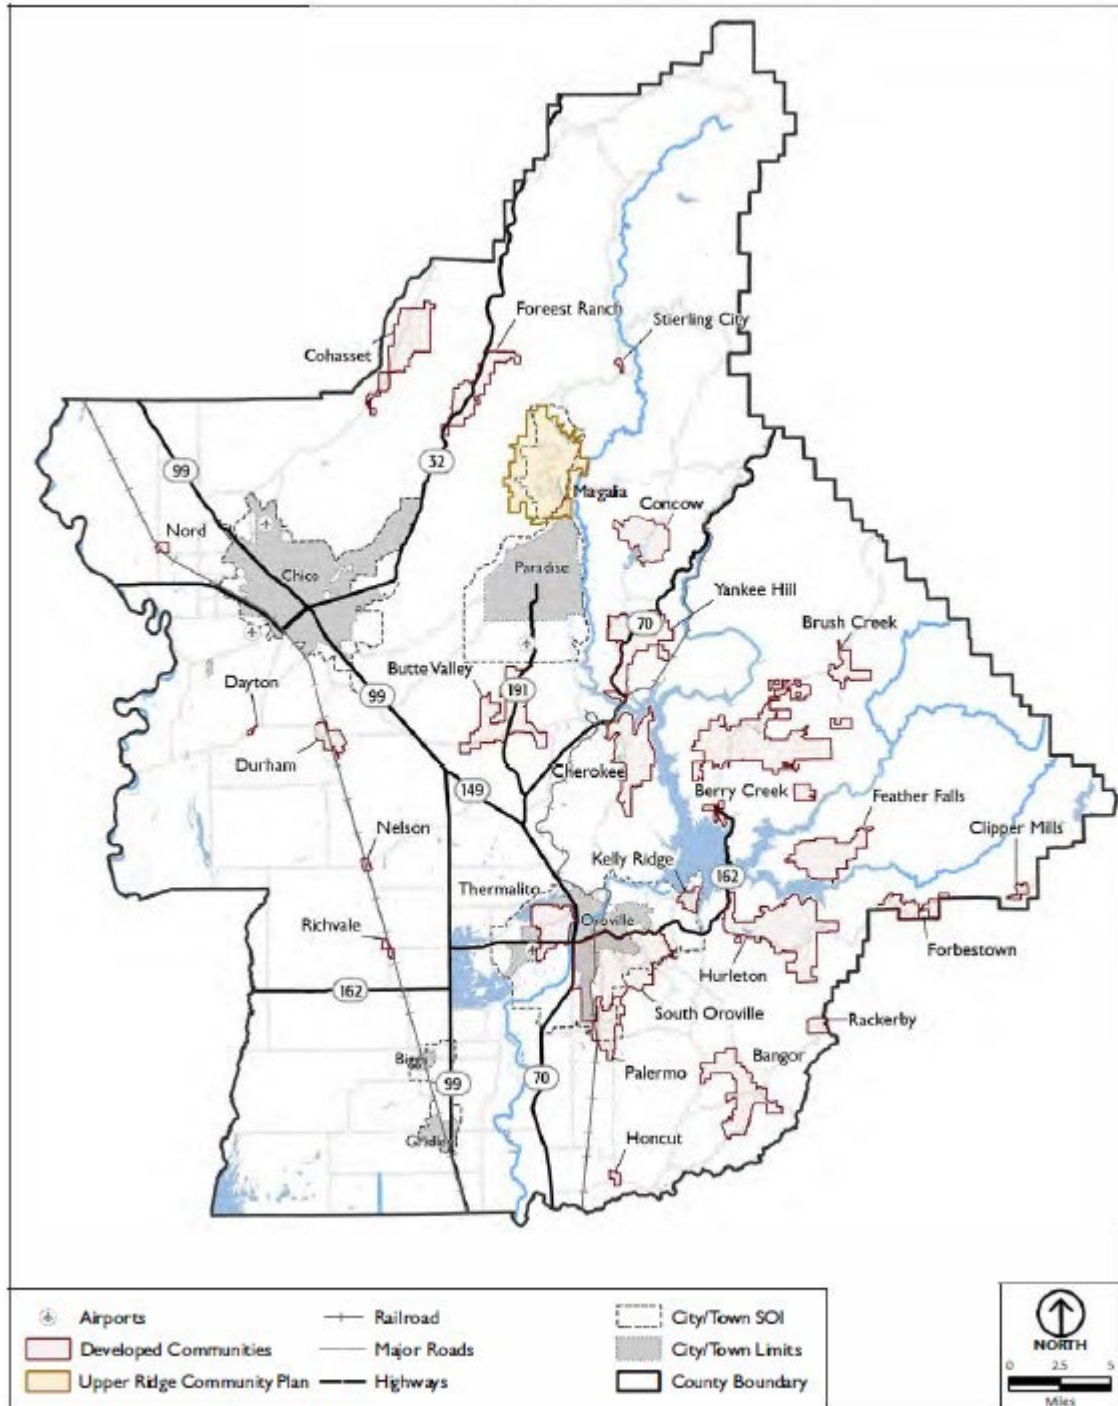 Foreest Ranch
Stierling City
Cohasset
32
99
Magalia
Concow
Nord
Chico
Paradise
Yankee Hill
70
Brush Creek
Butte Valley
Dayton
191
99
Durham
Cherokee
149
Berry Creek
Feather Falls
Nelson
Clipper Mills
Kelly Ridge
Thermalito
162
Oroville
Richvale
Forbestown
Hurleton
162
South Oroville
Rackerby
Biggs
Bangor
99
70
Palermo
Gridley
Honcut
Airports
Railroad
City/Town SOI
Developed Communities
Major Roads
City/Town Limits
Upper Ridge Community Plan
Highways
County Boundary
NORTH
0 2.5 5
Miles